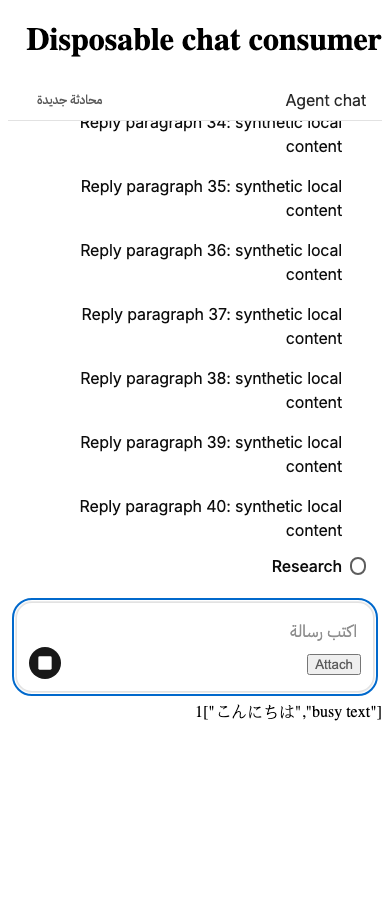 Disposable chat consumer
Agent chat
محادثة جديدة
Reply paragraph 34: synthetic local
content
Reply paragraph 35: synthetic local
content
Reply paragraph 36: synthetic local
content
Reply paragraph 37: synthetic local
content
Reply paragraph 38: synthetic local
content
Reply paragraph 39: synthetic local
content
Reply paragraph 40: synthetic local
content
Research
اكتب رسالة
Attach
1["こんにちは","busy text"]